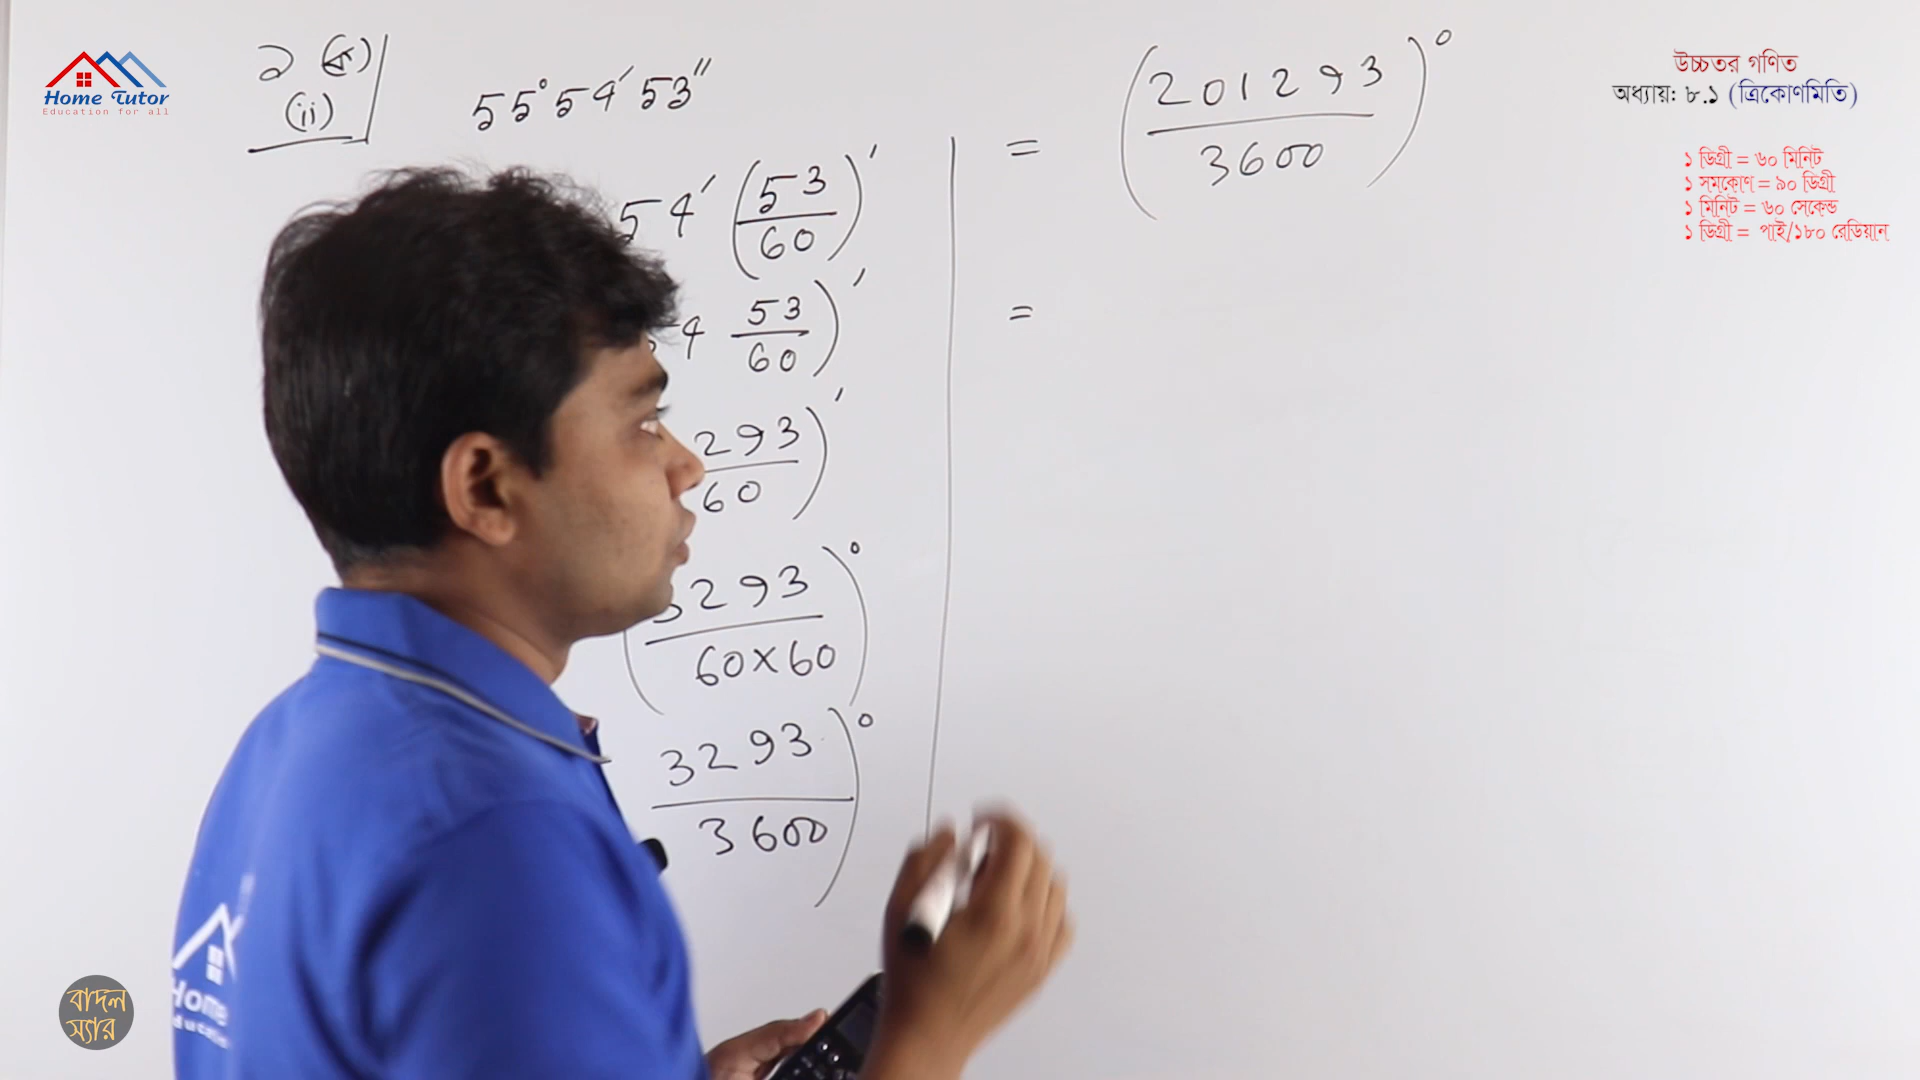 Home Tutor
Education for all
১ (ক)
(ii)
55°54′53″
54′ (53/60)′
54 53/60)′
293/60)′
(3293/60×60)°
3293/3600)°
= (201293/3600)°
=
উচ্চতর গণিত
অধ্যায়: ৮.১ (ত্রিকোণমিতি)
১ ডিগ্রী = ৬০ মিনিট
১ সমকোণ = ৯০ ডিগ্রী
১ মিনিট = ৬০ সেকেন্ড
১ ডিগ্রী = পাই/১৮০ রেডিয়ান
বাদল
স্যার